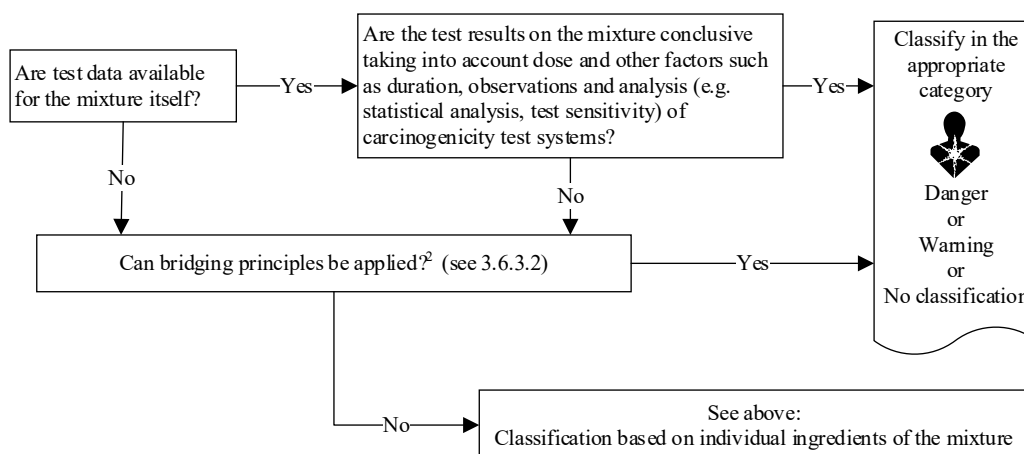 Are test data available
for the mixture itself?
Yes
Are the test results on the mixture conclusive
taking into account dose and other factors such
as duration, observations and analysis (e.g.
statistical analysis, test sensitivity) of
carcinogenicity test systems?
Yes
Classify in the
appropriate
category
Danger
or
Warning
or
No classification
No
No
Can bridging principles be applied?² (see 3.6.3.2)
Yes
No
See above:
Classification based on individual ingredients of the mixture